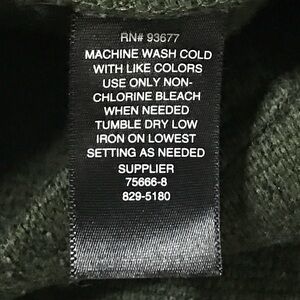 RN# 93677
MACHINE WASH COLD
WITH LIKE COLORS
USE ONLY NON-
CHLORINE BLEACH
WHEN NEEDED
TUMBLE DRY LOW
IRON ON LOWEST
SETTING AS NEEDED
SUPPLIER
75666-8
829-5180